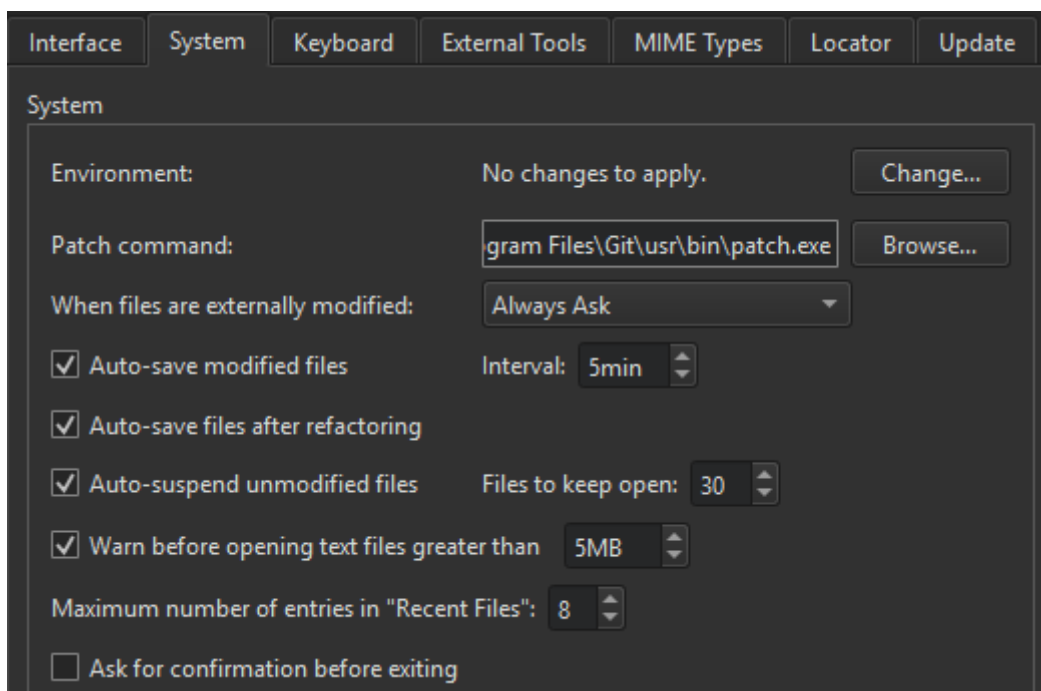 Interface System Keyboard External Tools MIME Types Locator Update
System
Environment: No changes to apply. Change...
Patch command: gram Files\Git\usr\bin\patch.exe Browse...
When files are externally modified: Always Ask
Auto-save modified files Interval: 5min
Auto-save files after refactoring
Auto-suspend unmodified files Files to keep open: 30
Warn before opening text files greater than 5MB
Maximum number of entries in "Recent Files": 8
Ask for confirmation before exiting